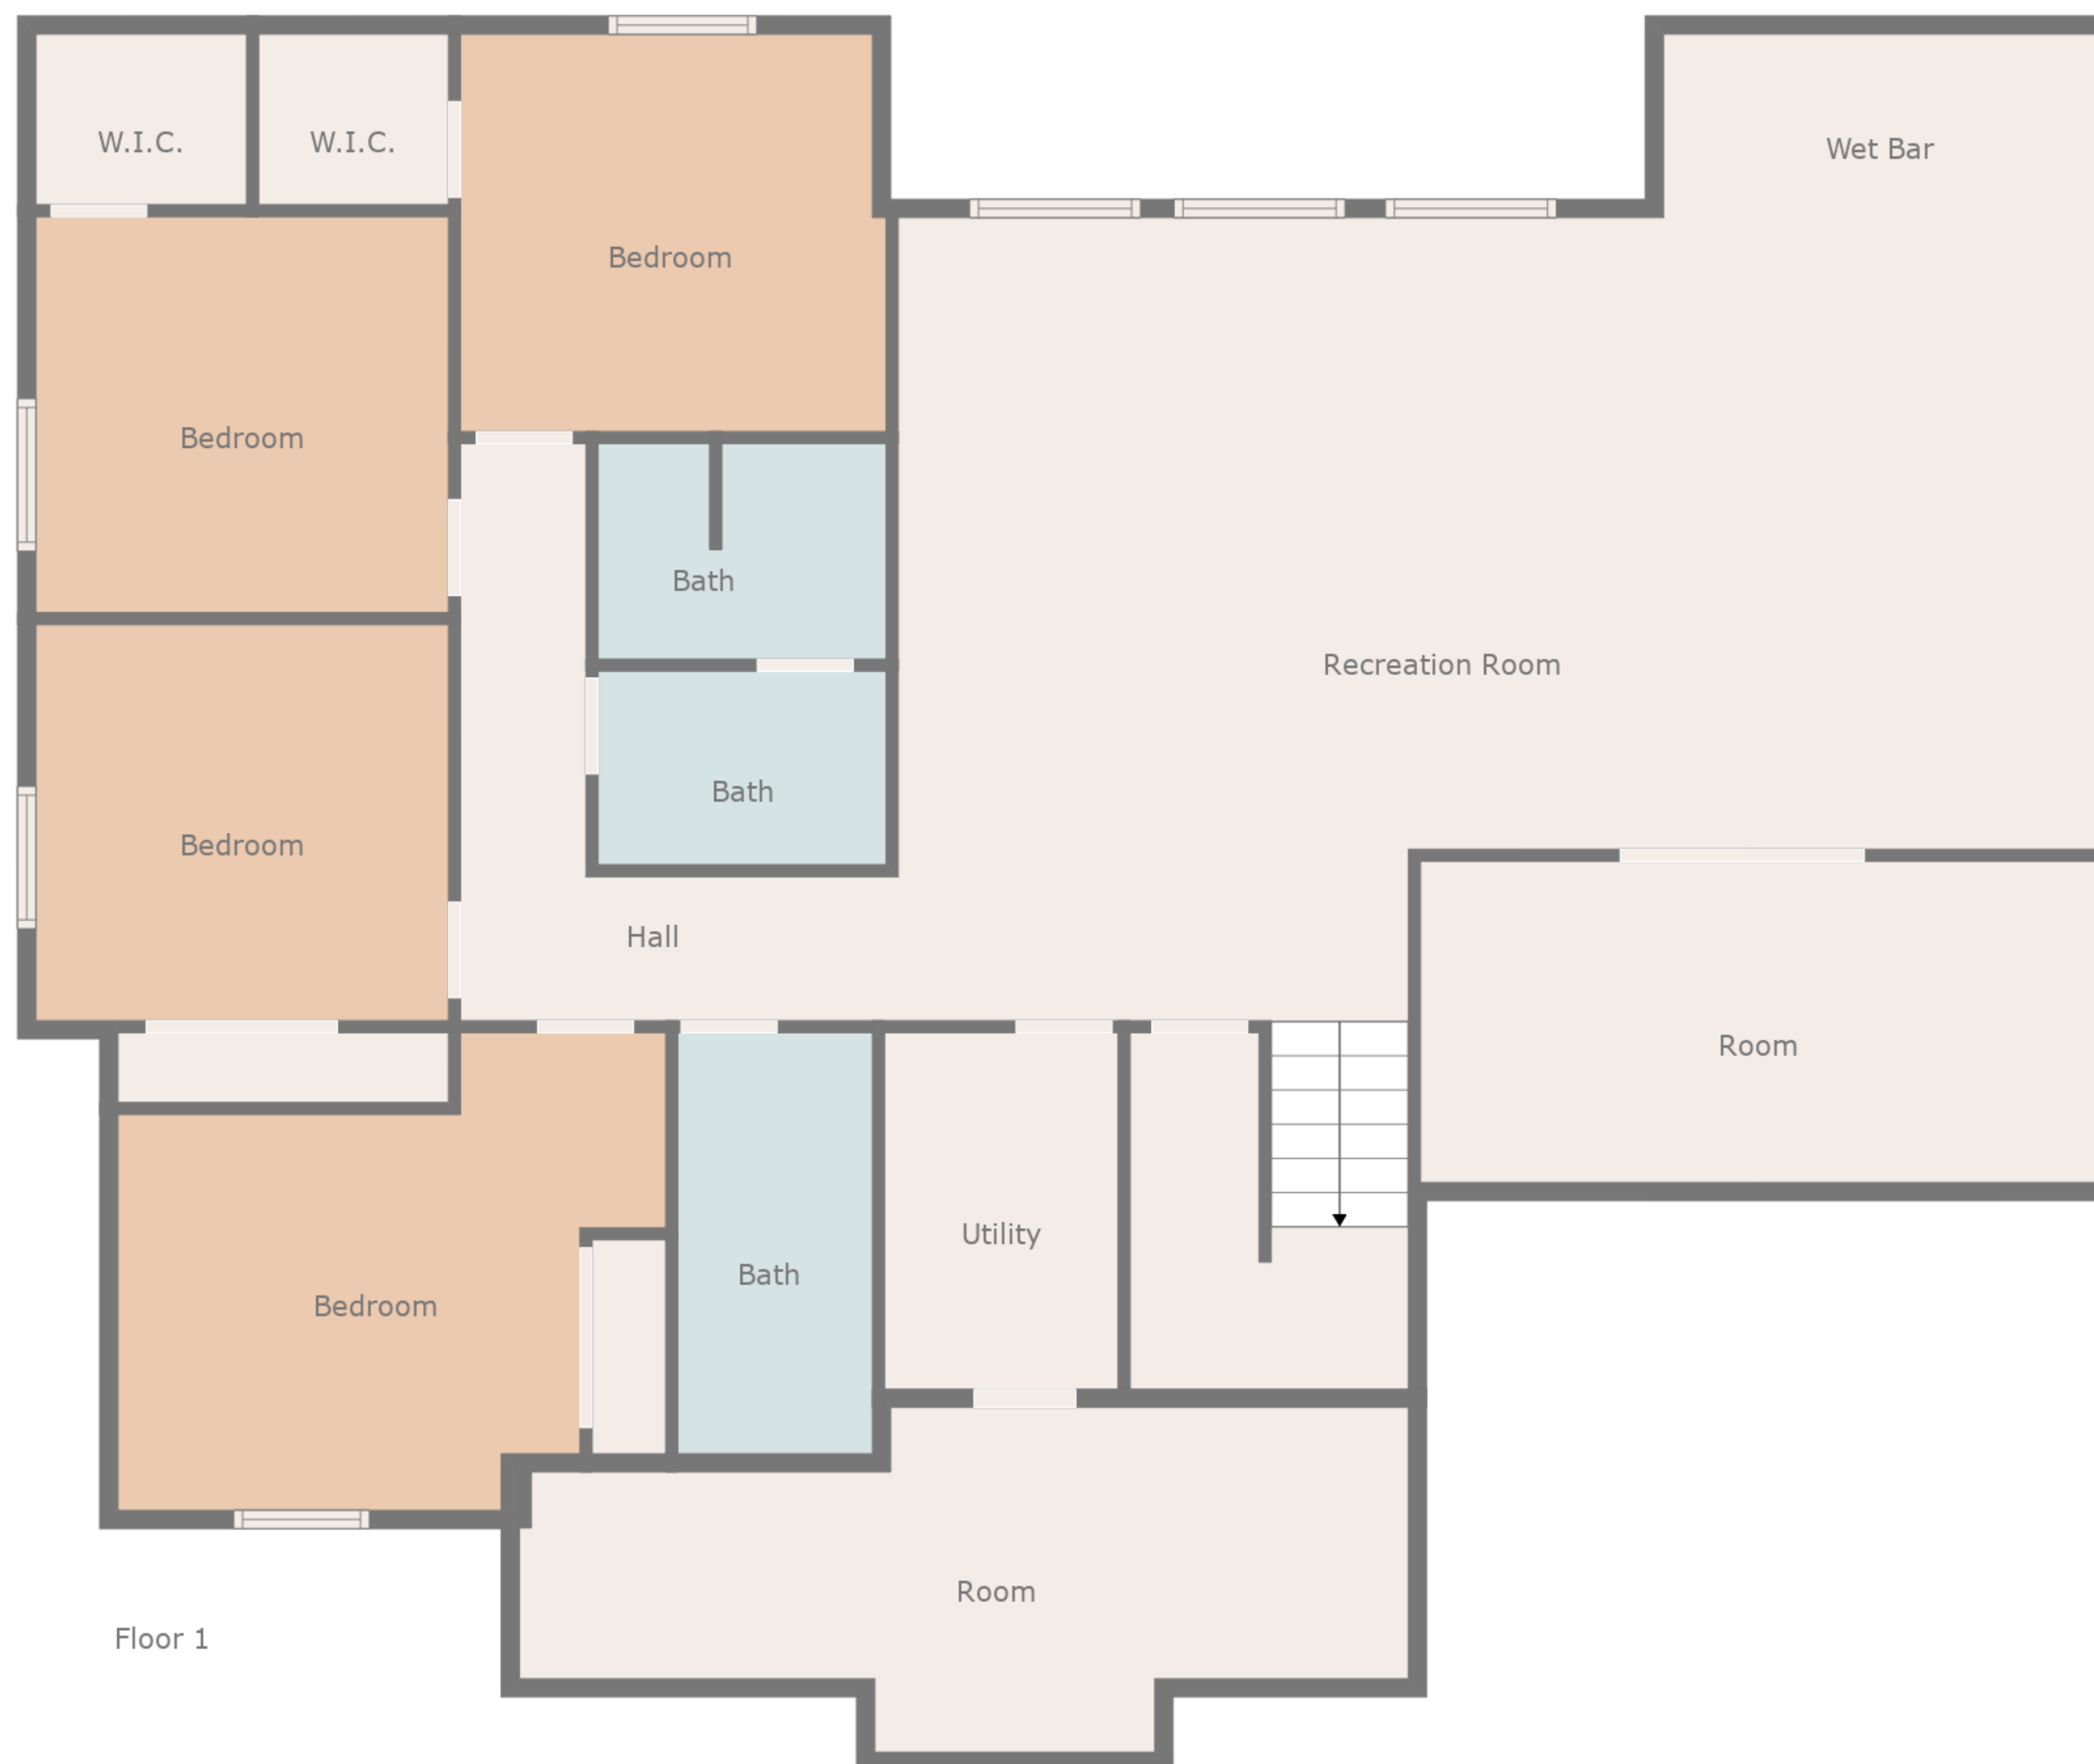 W.I.C.
W.I.C.
Wet Bar
Bedroom
Bedroom
Bath
Recreation Room
Bath
Bedroom
Hall
Room
Utility
Bath
Bedroom
Room
Floor 1